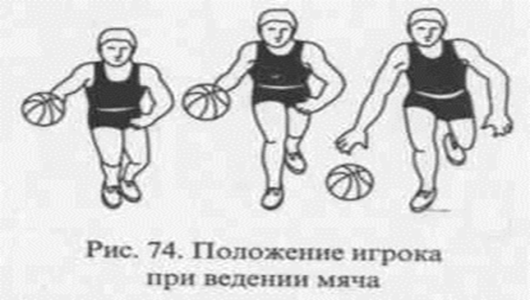 Рис. 74. Положение игрока
при ведении мяча